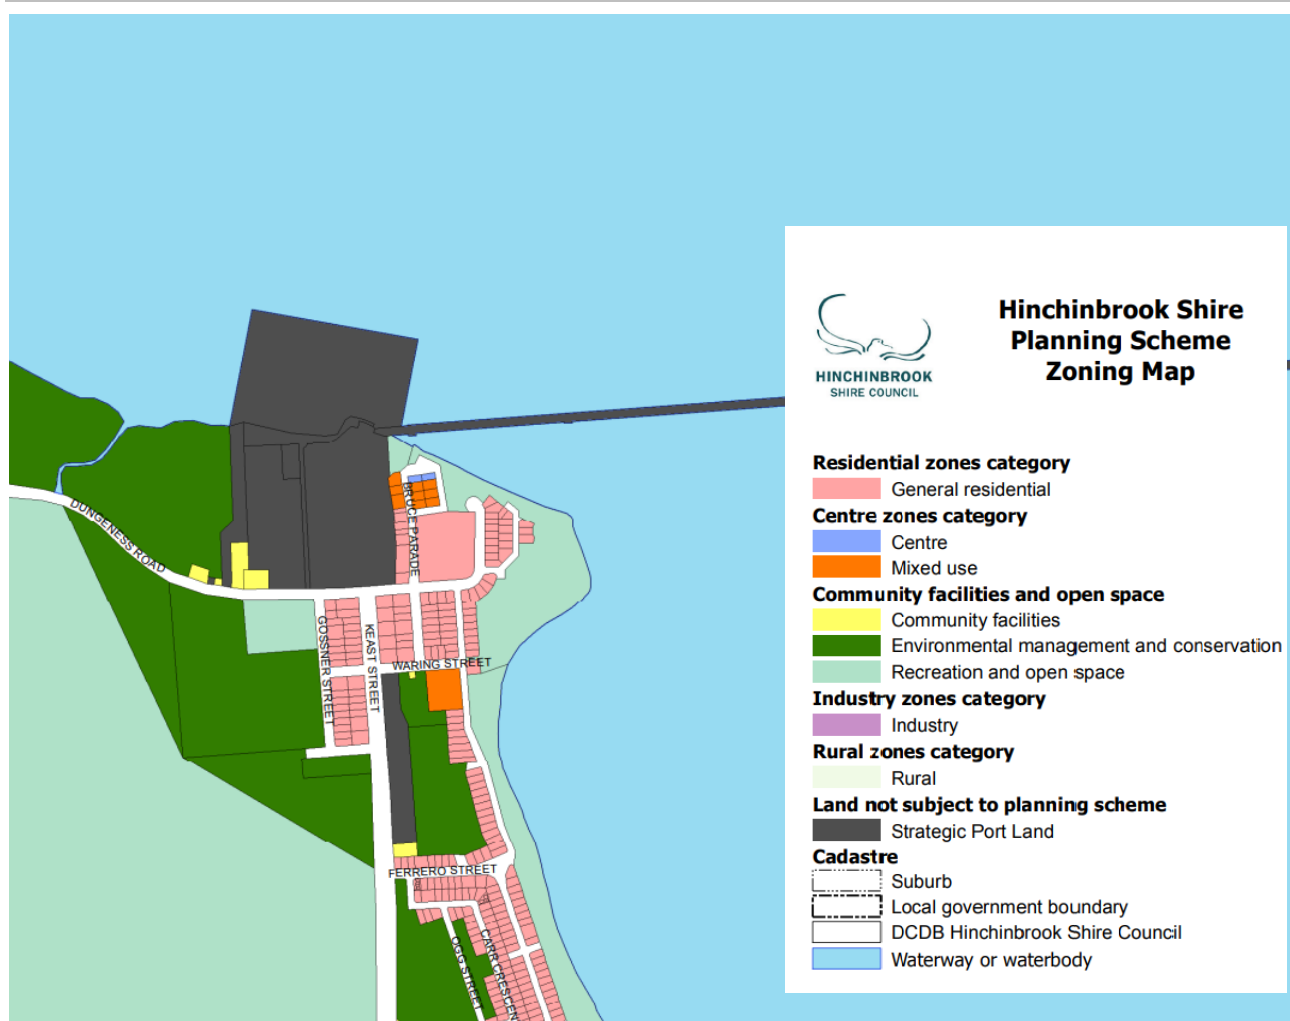 Hinchinbrook Shire
Planning Scheme
Zoning Map
HINCHINBROOK
SHIRE COUNCIL
Residential zones category
General residential
Centre zones category
Centre
Mixed use
Community facilities and open space
Community facilities
Environmental management and conservation
Recreation and open space
Industry zones category
Industry
Rural zones category
Rural
Land not subject to planning scheme
Strategic Port Land
Cadastre
Suburb
Local government boundary
DCDB Hinchinbrook Shire Council
Waterway or waterbody
DUNGENESS ROAD
BRUCE PARADE
GOSSNER STREET
KEAST STREET
WARING STREET
FERRERO STREET
OGG STREET
CARR CRESCEN